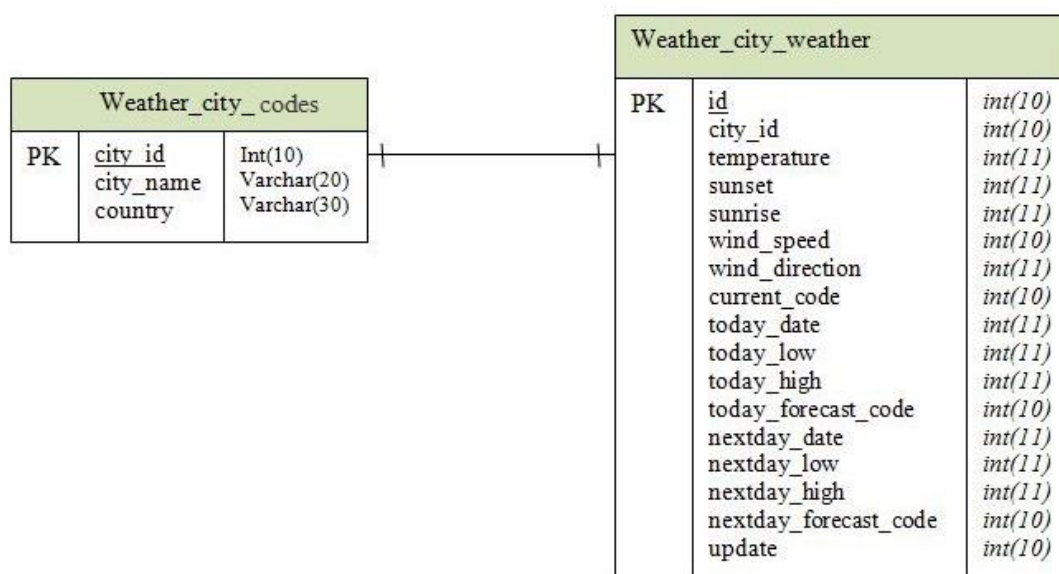 Weather_city_ codes
PK city_id Int(10)
city_name Varchar(20)
country Varchar(30)
Weather_city_weather
PK id int(10)
city_id int(10)
temperature int(11)
sunset int(11)
sunrise int(11)
wind_speed int(10)
wind_direction int(11)
current_code int(10)
today_date int(11)
today_low int(11)
today_high int(11)
today_forecast_code int(10)
nextday_date int(11)
nextday_low int(11)
nextday_high int(11)
nextday_forecast_code int(10)
update int(10)